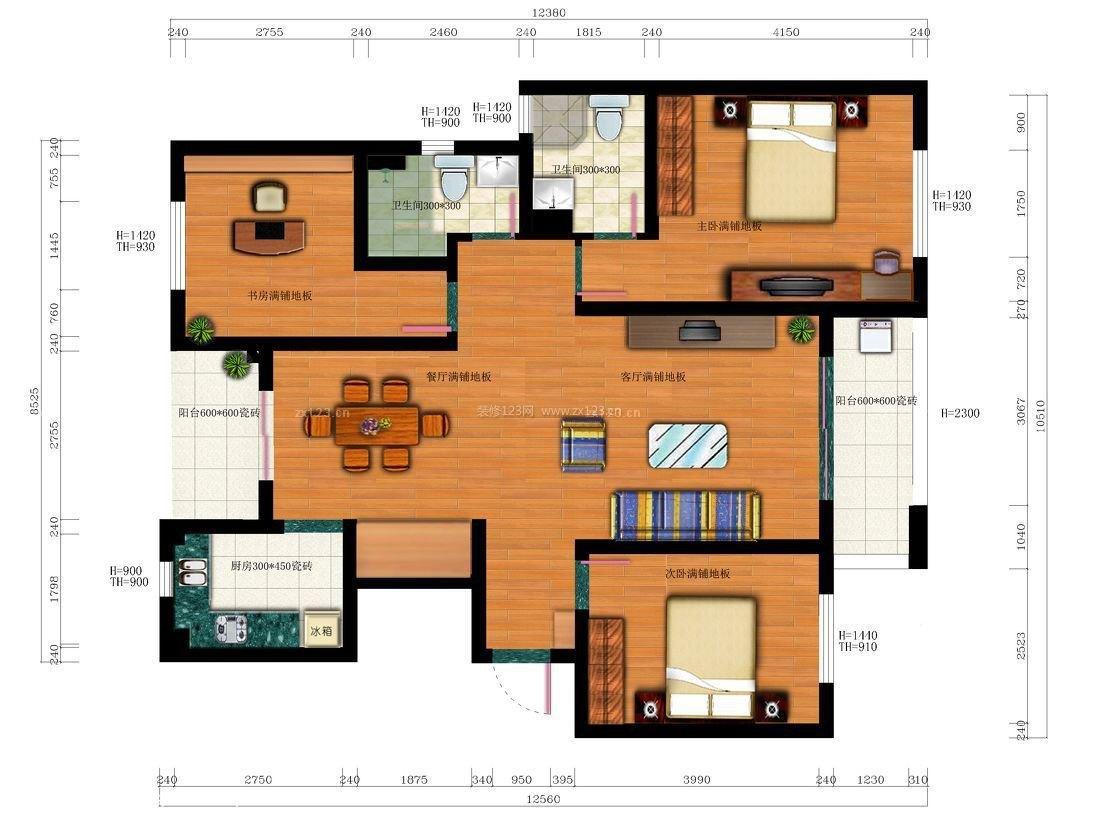 12380
240 2755 240 2460 240 1815 240 4150 240
H=1420
TH=900
H=1420
TH=900
卫生间300*300
卫生间300*300
主卧满铺地板
H=1420
TH=930
H=1420
TH=930
书房满铺地板
餐厅满铺地板
客厅满铺地板
阳台600*600瓷砖
阳台600*600瓷砖
H=2300
zx123.cn
装修123网 www.zx123.cn
厨房300*450瓷砖
冰箱
次卧满铺地板
H=900
TH=900
H=1440
TH=910
240
755
1445
760
240
2755
240
1798
240
8525
900
1750
720
270
3067
1040
2523
240
10510
240 2750 240 1875 340 950 395 3990 240 1230 310
12560